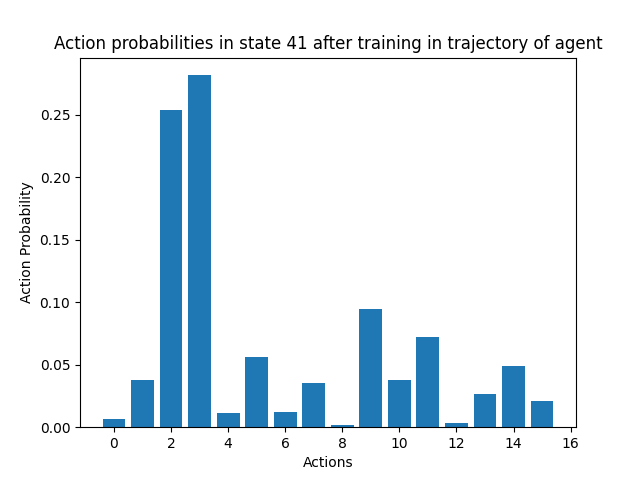 Action probabilities in state 41 after training in trajectory of agent
0.25
0.20
0.15
0.10
0.05
0.00
Action Probability
0 2 4 6 8 10 12 14 16
Actions